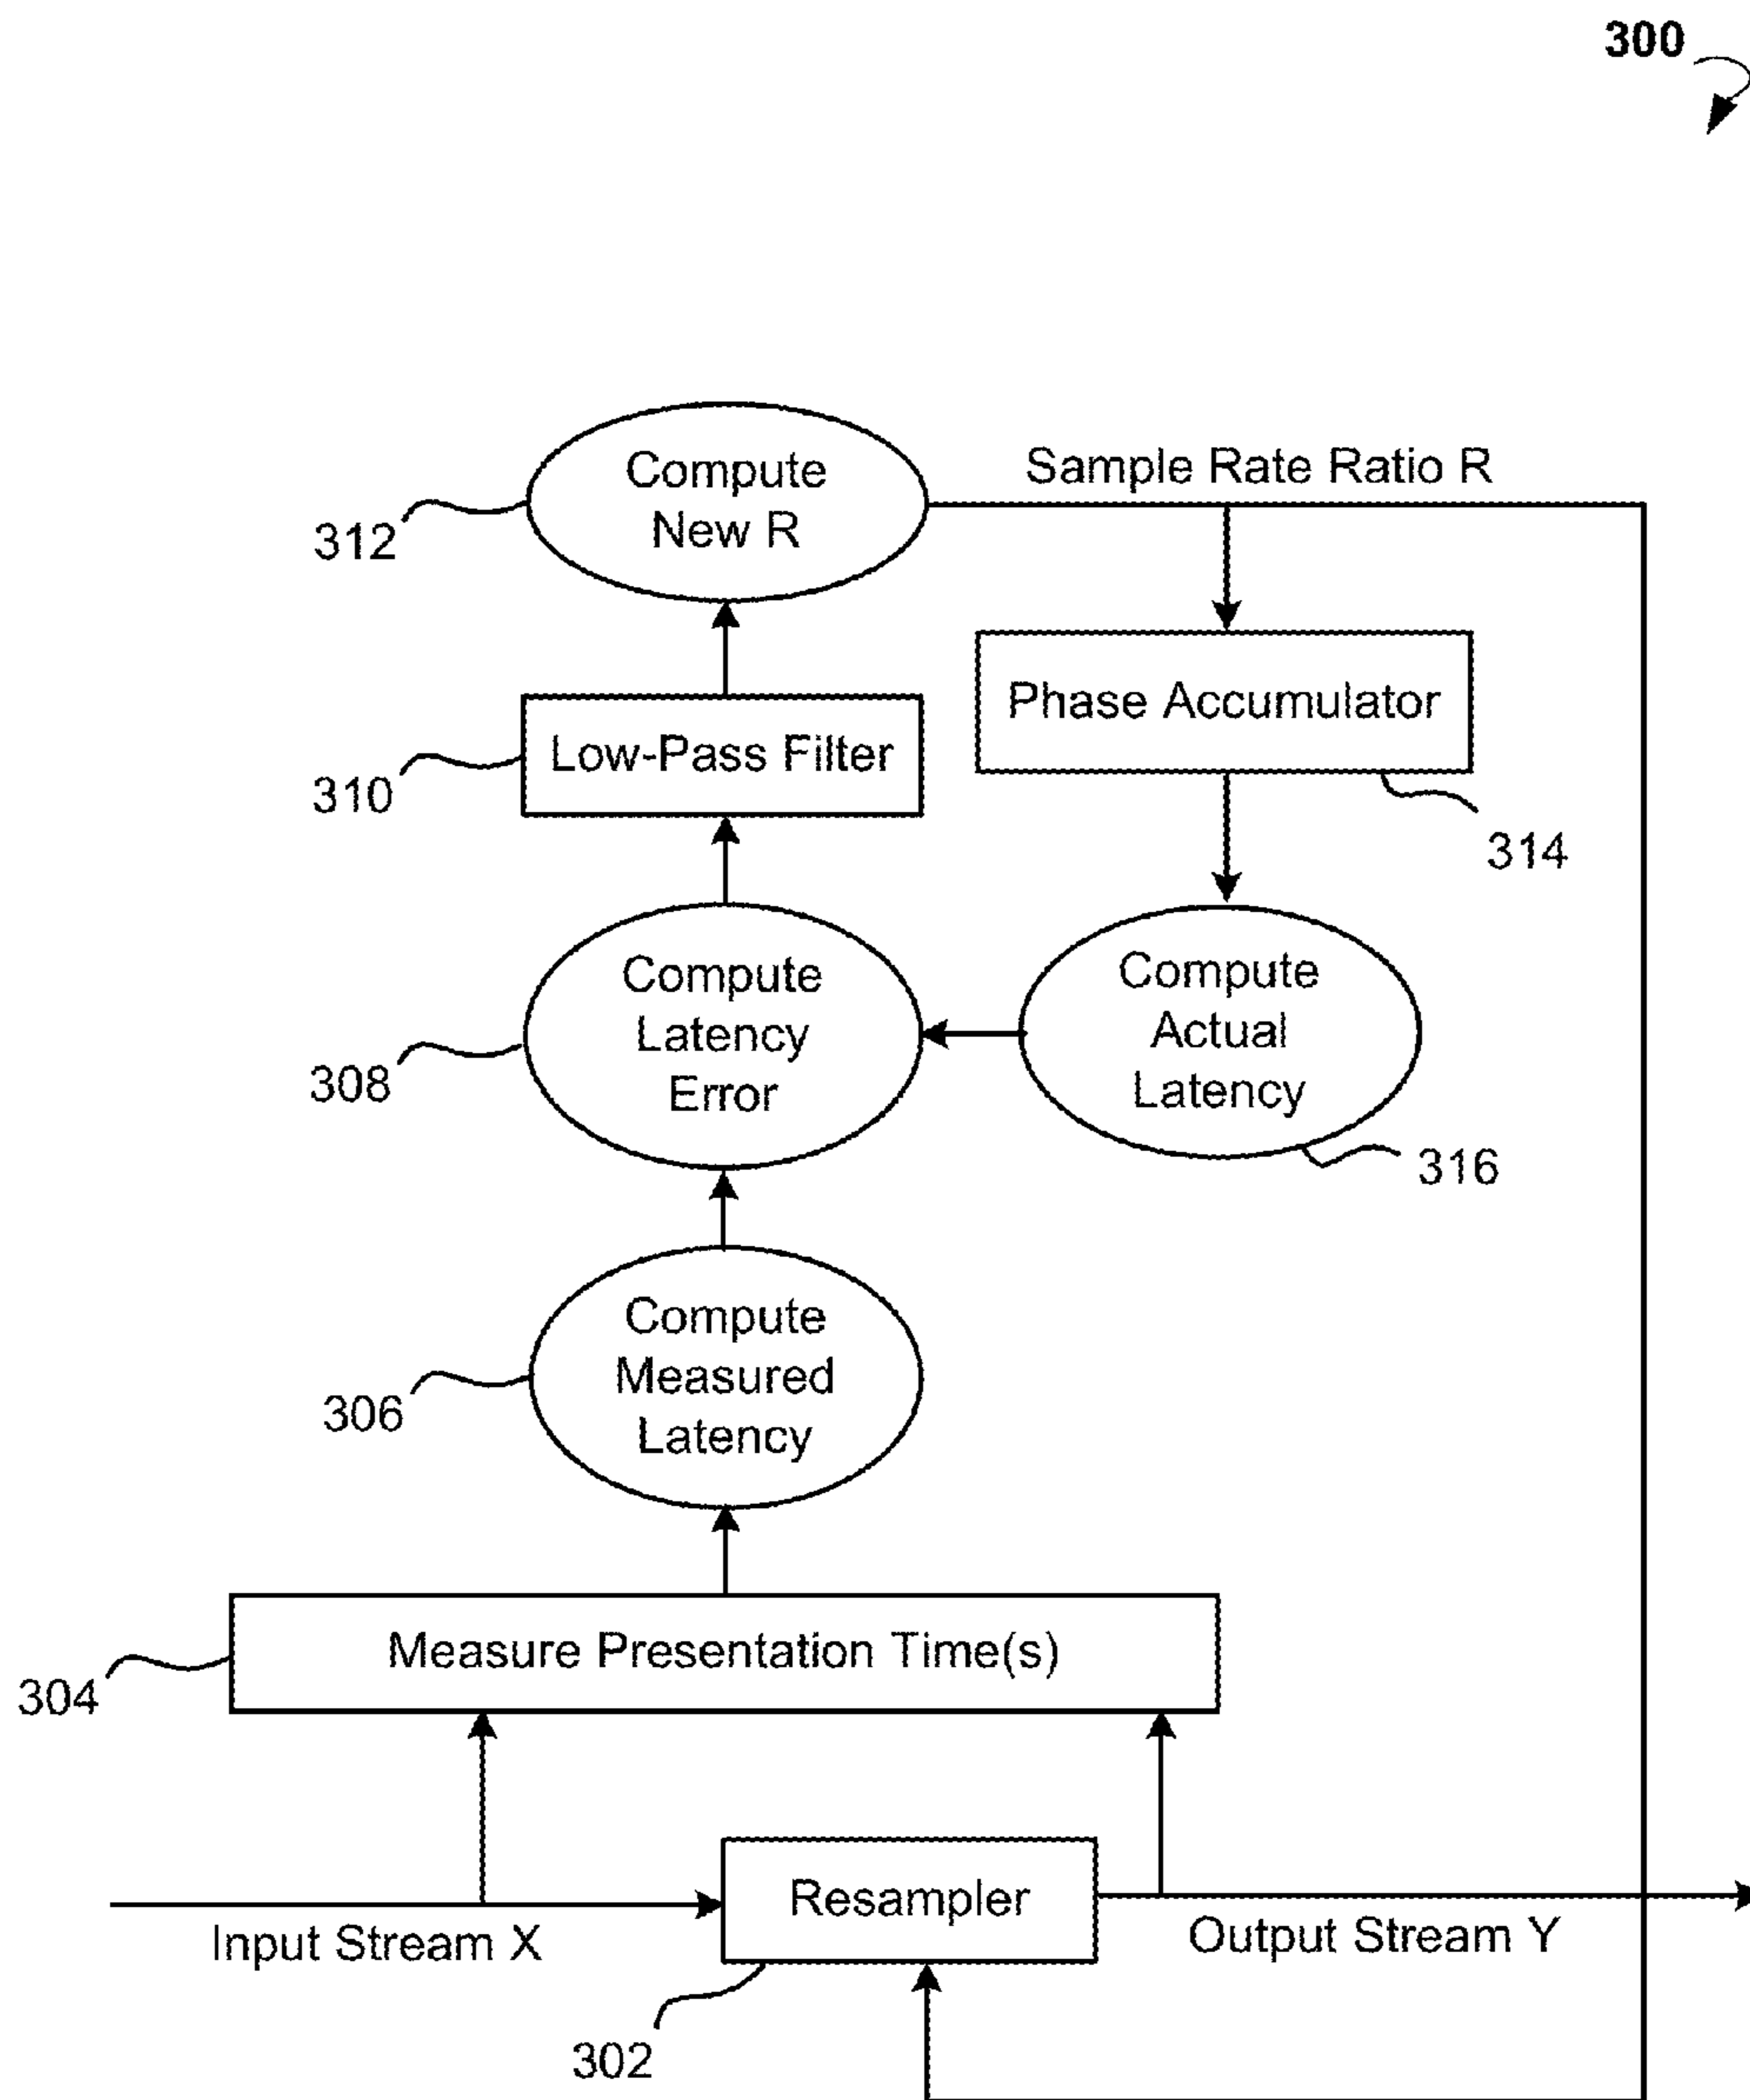 300
Compute
New R
Sample Rate Ratio R
312
Phase Accumulator
Low-Pass Filter
310
314
Compute
Latency
Error
Compute
Actual
Latency
308
316
Compute
Measured
Latency
306
Measure Presentation Time(s)
304
Resampler
Input Stream X
Output Stream Y
302